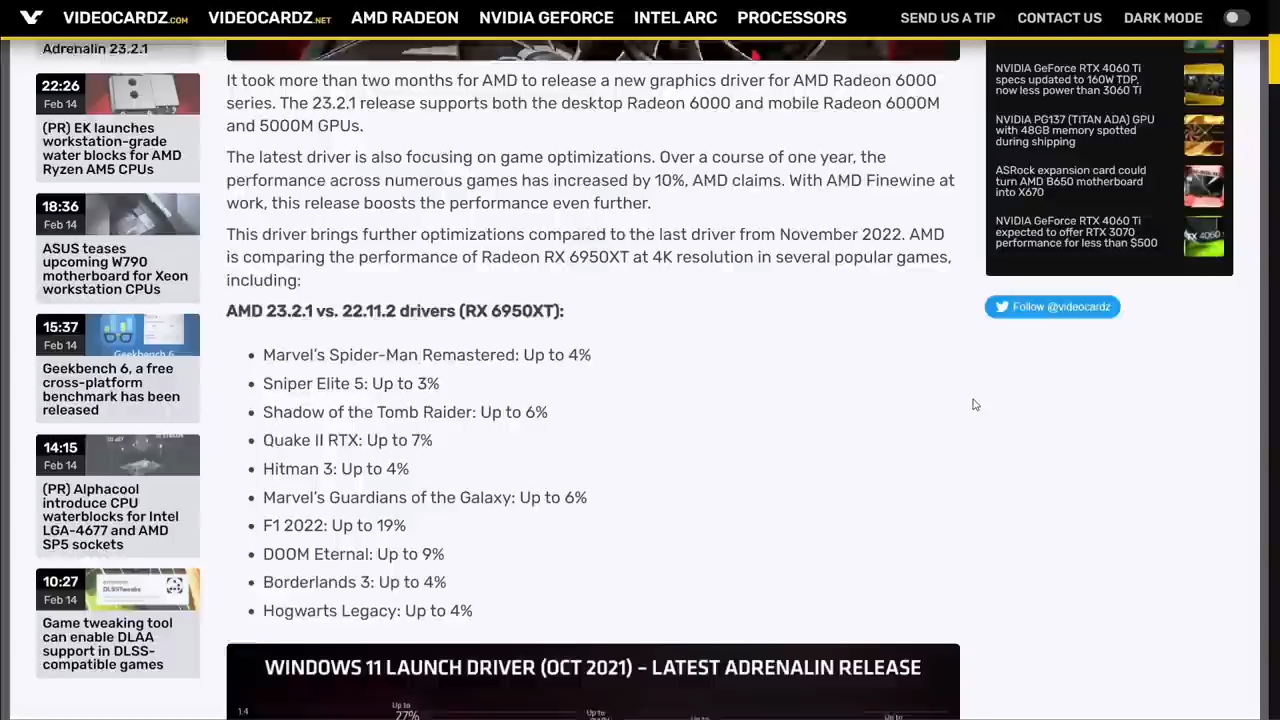 VIDEOCARDZ.COM VIDEOCARDZ.NET AMD RADEON NVIDIA GEFORCE INTEL ARC PROCESSORS SEND US A TIP CONTACT US DARK MODE
Adrenalin 23.2.1
22:26
Feb 14
(PR) EK launches
workstation-grade
water blocks for AMD
Ryzen AM5 CPUs
18:36
Feb 14
ASUS teases
upcoming W790
motherboard for Xeon
workstation CPUs
15:37
Feb 14
Geekbench 6
Geekbench 6, a free
cross-platform
benchmark has been
released
14:15
Feb 14
(PR) Alphacool
introduce CPU
waterblocks for Intel
LGA-4677 and AMD
SP5 sockets
10:27
Feb 14
DLSSTweaks
Game tweaking tool
can enable DLAA
support in DLSS-
compatible games
It took more than two months for AMD to release a new graphics driver for AMD Radeon 6000
series. The 23.2.1 release supports both the desktop Radeon 6000 and mobile Radeon 6000M
and 5000M GPUs.
The latest driver is also focusing on game optimizations. Over a course of one year, the
performance across numerous games has increased by 10%, AMD claims. With AMD Finewine at
work, this release boosts the performance even further.
This driver brings further optimizations compared to the last driver from November 2022. AMD
is comparing the performance of Radeon RX 6950XT at 4K resolution in several popular games,
including:
AMD 23.2.1 vs. 22.11.2 drivers (RX 6950XT):
• Marvel’s Spider-Man Remastered: Up to 4%
• Sniper Elite 5: Up to 3%
• Shadow of the Tomb Raider: Up to 6%
• Quake II RTX: Up to 7%
• Hitman 3: Up to 4%
• Marvel’s Guardians of the Galaxy: Up to 6%
• F1 2022: Up to 19%
• DOOM Eternal: Up to 9%
• Borderlands 3: Up to 4%
• Hogwarts Legacy: Up to 4%
WINDOWS 11 LAUNCH DRIVER (OCT 2021) – LATEST ADRENALIN RELEASE
1.4
Up to
27%
Up to
Up to
NVIDIA GeForce RTX 4060 Ti
specs updated to 160W TDP,
now less power than 3060 Ti
NVIDIA PG137 (TITAN ADA) GPU
with 48GB memory spotted
during shipping
ASRock expansion card could
turn AMD B650 motherboard
into X670
NVIDIA GeForce RTX 4060 Ti
expected to offer RTX 3070
performance for less than $500
Follow @videocardz